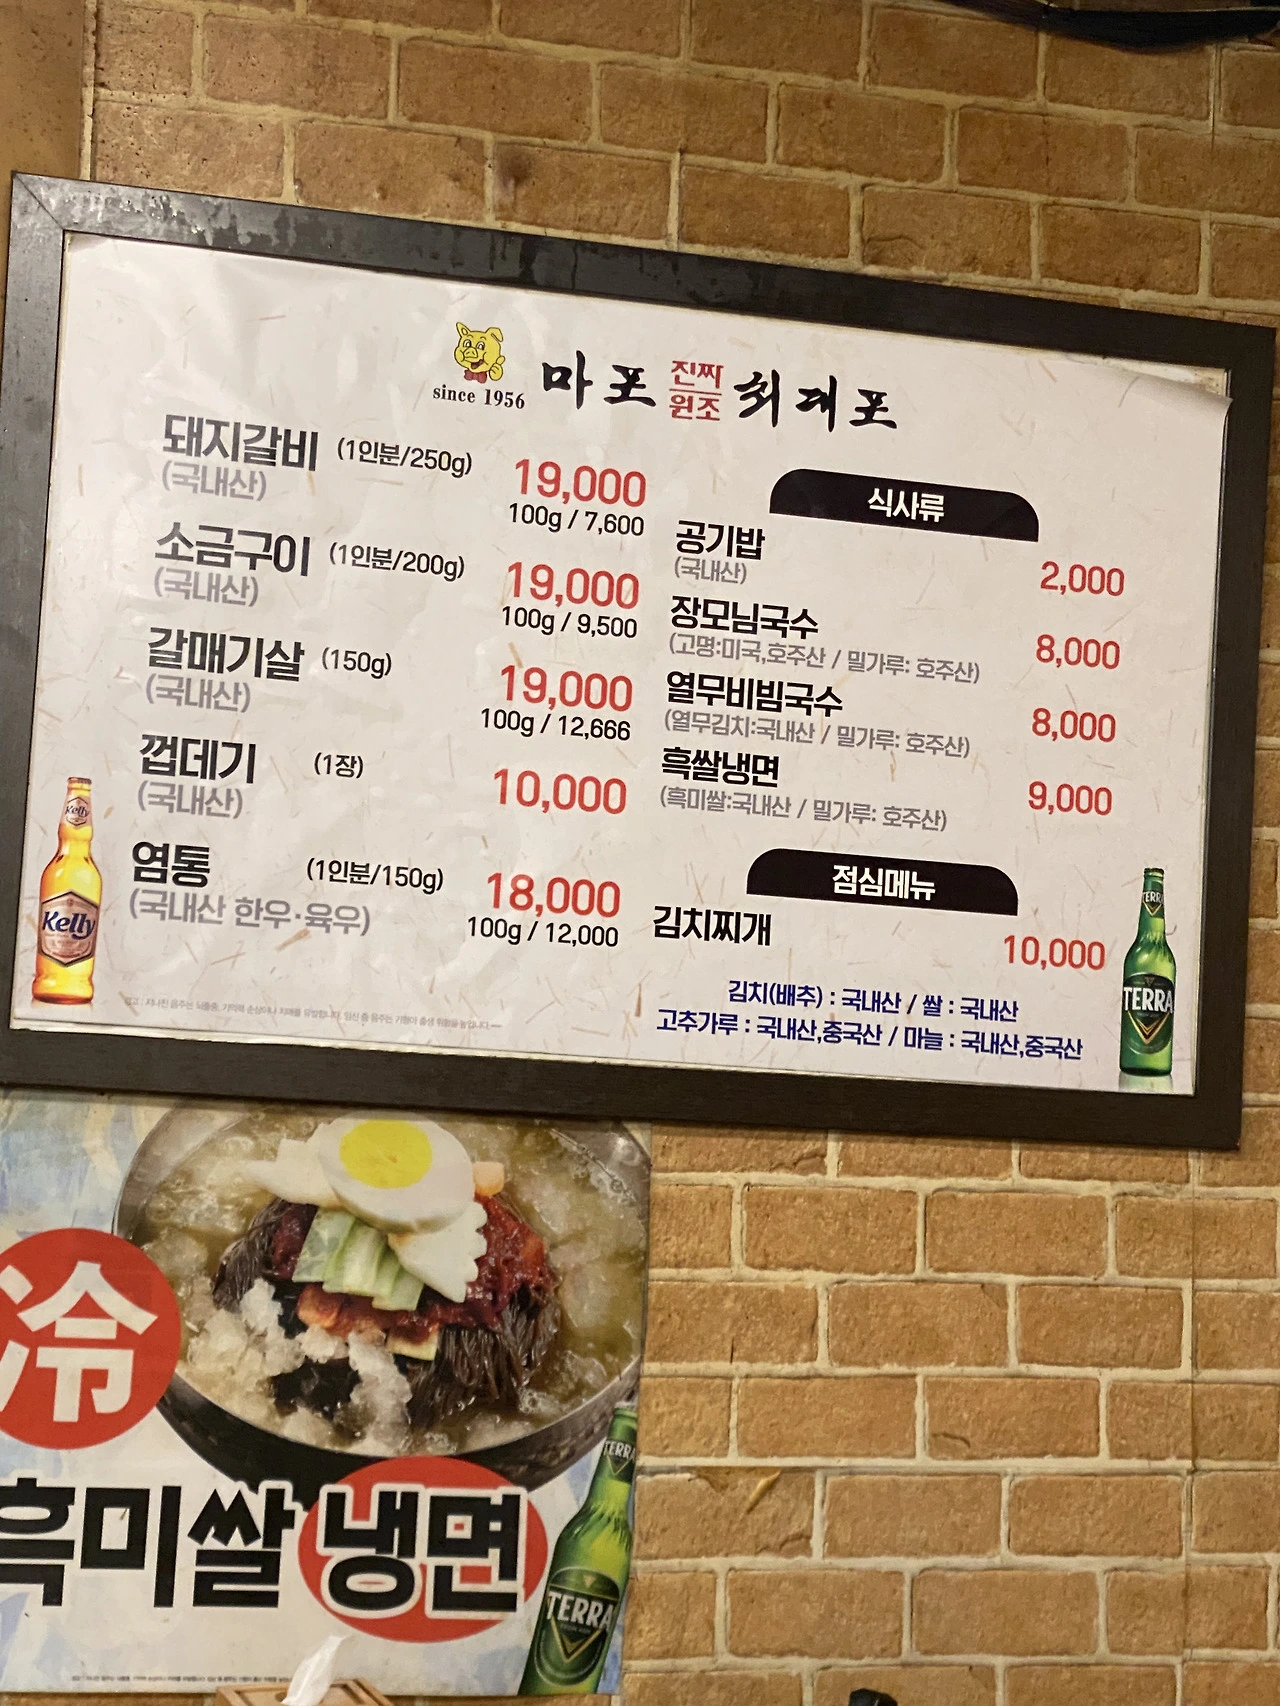 since 1956
마포 진짜 원조 최대포
돼지갈비 (1인분/250g) 19,000
(국내산) 100g / 7,600
소금구이 (1인분/200g) 19,000
(국내산) 100g / 9,500
갈매기살 (150g) 19,000
(국내산) 100g / 12,666
껍데기 (1장) 10,000
(국내산)
염통 (1인분/150g) 18,000
(국내산 한우·육우) 100g / 12,000
식사류
공기밥 2,000
(국내산)
장모님국수 8,000
(고명:미국,호주산 / 밀가루: 호주산)
열무비빔국수 8,000
(열무김치:국내산 / 밀가루: 호주산)
흑쌀냉면 9,000
(흑미쌀:국내산 / 밀가루: 호주산)
점심메뉴
김치찌개 10,000
김치(배추) : 국내산 / 쌀 : 국내산
고추가루 : 국내산,중국산 / 마늘 : 국내산,중국산
Kelly
Kelly
TERRA
TERRA
冷
흑미쌀냉면
TERRA
TERRA